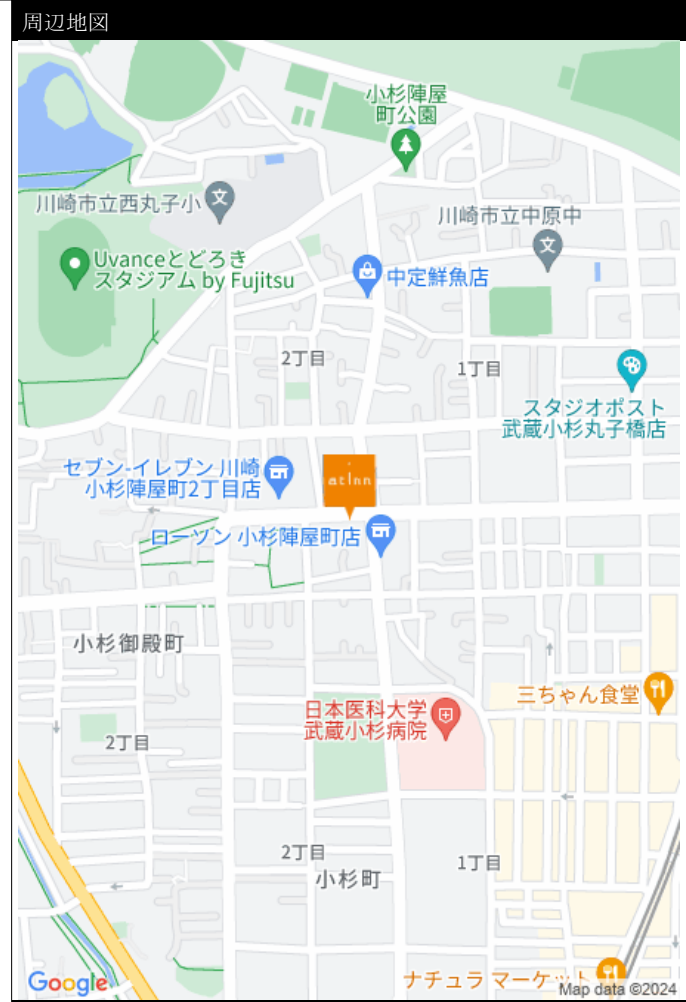 周辺地図
小杉陣屋
町公園
川崎市立西丸子小
文
川崎市立中原中
文
Uvanceとどろき
スタジアム by Fujitsu
中定鮮魚店
2丁目
1丁目
スタジオポスト
武蔵小杉丸子橋店
セブン-イレブン 川崎
小杉陣屋町2丁目店
at inn
ローソン 小杉陣屋町店
小杉御殿町
三ちゃん食堂
日本医科大学
武蔵小杉病院
2丁目
2丁目
1丁目
小杉町
ナチュラ マーケット
Google
Map data ©2024